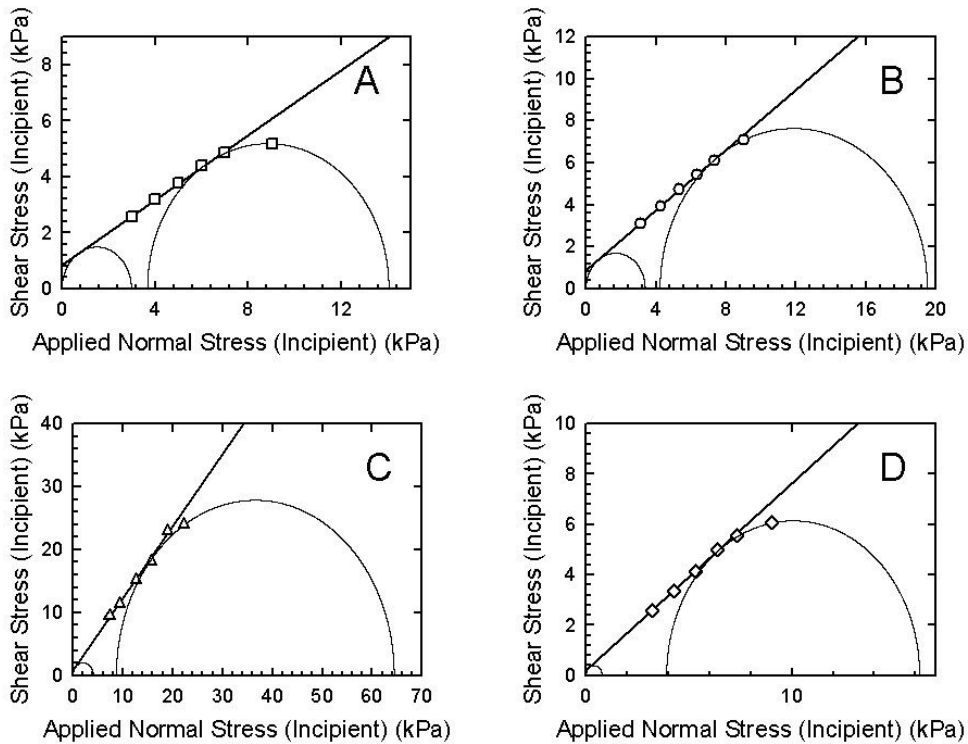 Shear Stress (Incipient) (kPa)
8
6
4
2
0
A
0 4 8 12
Applied Normal Stress (Incipient) (kPa)
Shear Stress (Incipient) (kPa)
12
10
8
6
4
2
0
B
0 4 8 12 16 20
Applied Normal Stress (Incipient) (kPa)
Shear Stress (Incipient) (kPa)
40
30
20
10
0
C
0 10 20 30 40 50 60 70
Applied Normal Stress (Incipient) (kPa)
Shear Stress (Incipient) (kPa)
10
8
6
4
2
0
D
0 10
Applied Normal Stress (Incipient) (kPa)